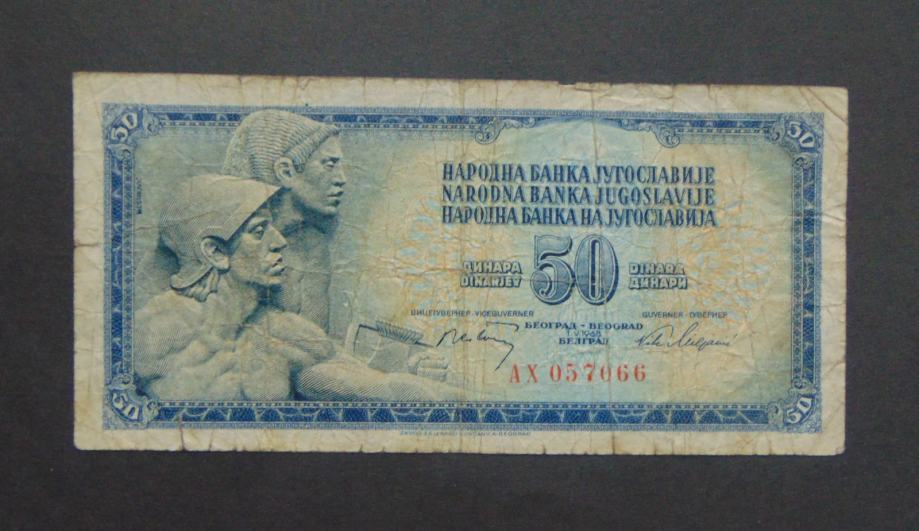 50
50
НАРОДНА БАНКА ЈУГОСЛАВИЈЕ
NARODNA BANKA JUGOSLAVIJE
НАРОДНА БАНКА НА ЈУГОСЛАВИЈА
ДИНАРА
DINARJEV
50
DINARA
ДИНАРИ
ВИЦЕГУВЕРНЕР - VICEGUVERNER
GUVERNER - ГУВЕРНЕР
БЕОГРАД - BEOGRAD
1.V.1968
БЕЛГРАД
AX 057066
50
50